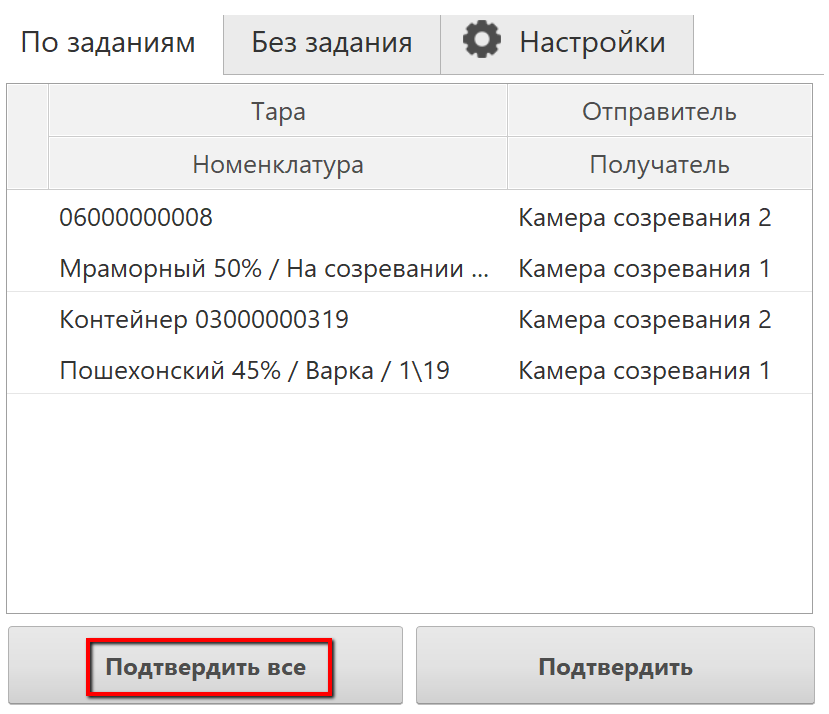 По заданиям Без задания Настройки
Тара Отправитель
Номенклатура Получатель
06000000008 Камера созревания 2
Мраморный 50% / На созревании ... Камера созревания 1
Контейнер 03000000319 Камера созревания 2
Пошехонский 45% / Варка / 1\19 Камера созревания 1
Подтвердить все Подтвердить